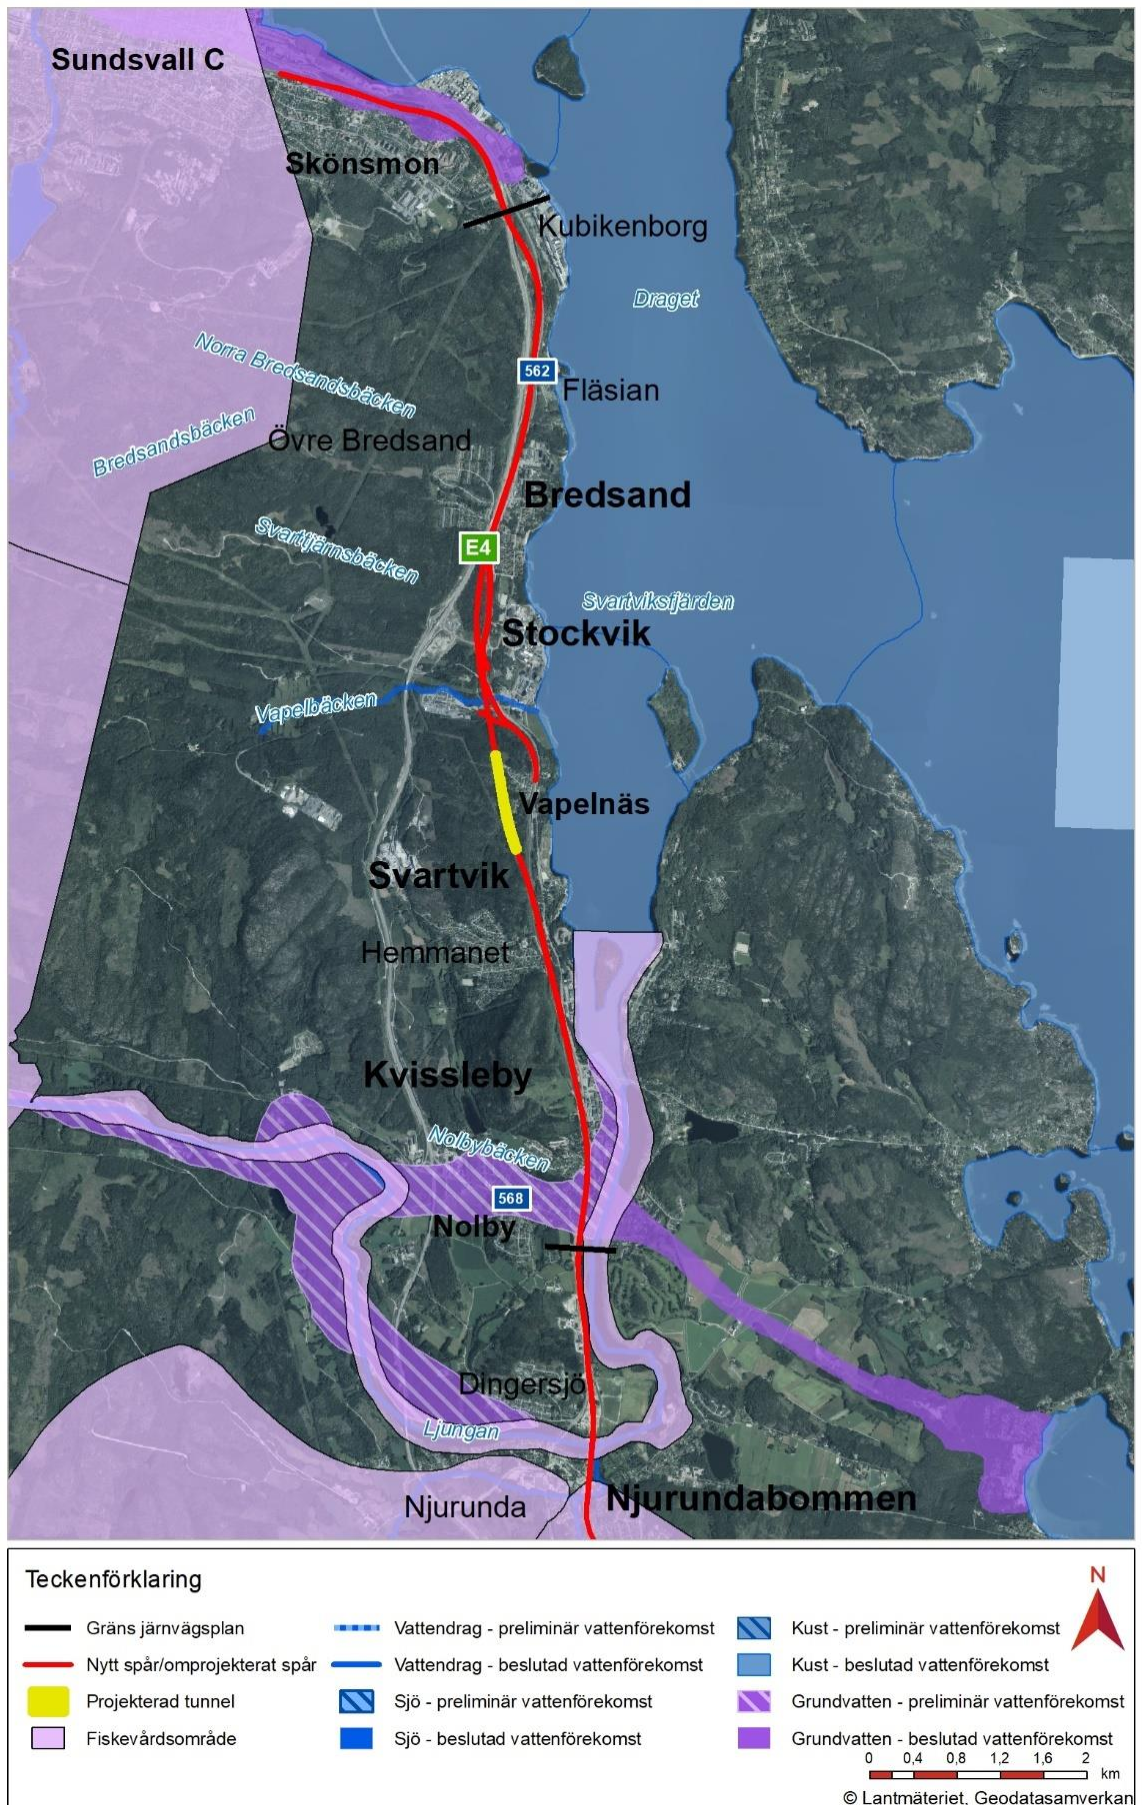 Sundsvall C
Skönsmon
Kubikenborg
Draget
Norra Bredsandsbäcken
562
Fläsian
Bredsandsbäcken
Övre Bredsand
Bredsand
Svarttjärnsbäcken
E4
Svartviksfjärden
Stockvik
Vapelbäcken
Vapelnäs
Svartvik
Hemmanet
Kvissleby
Nolbybäcken
568
Nolby
Dingersjö
Ljungan
Njurunda
Njurundabommen
Teckenförklaring
N
Gräns järnvägsplan
Nytt spår/omprojekterat spår
Projekterad tunnel
Fiskevårdsområde
Vattendrag - preliminär vattenförekomst
Vattendrag - beslutad vattenförekomst
Sjö - preliminär vattenförekomst
Sjö - beslutad vattenförekomst
Kust - preliminär vattenförekomst
Kust - beslutad vattenförekomst
Grundvatten - preliminär vattenförekomst
Grundvatten - beslutad vattenförekomst
0 0,4 0,8 1,2 1,6 2
km
© Lantmäteriet, Geodatasamverkan